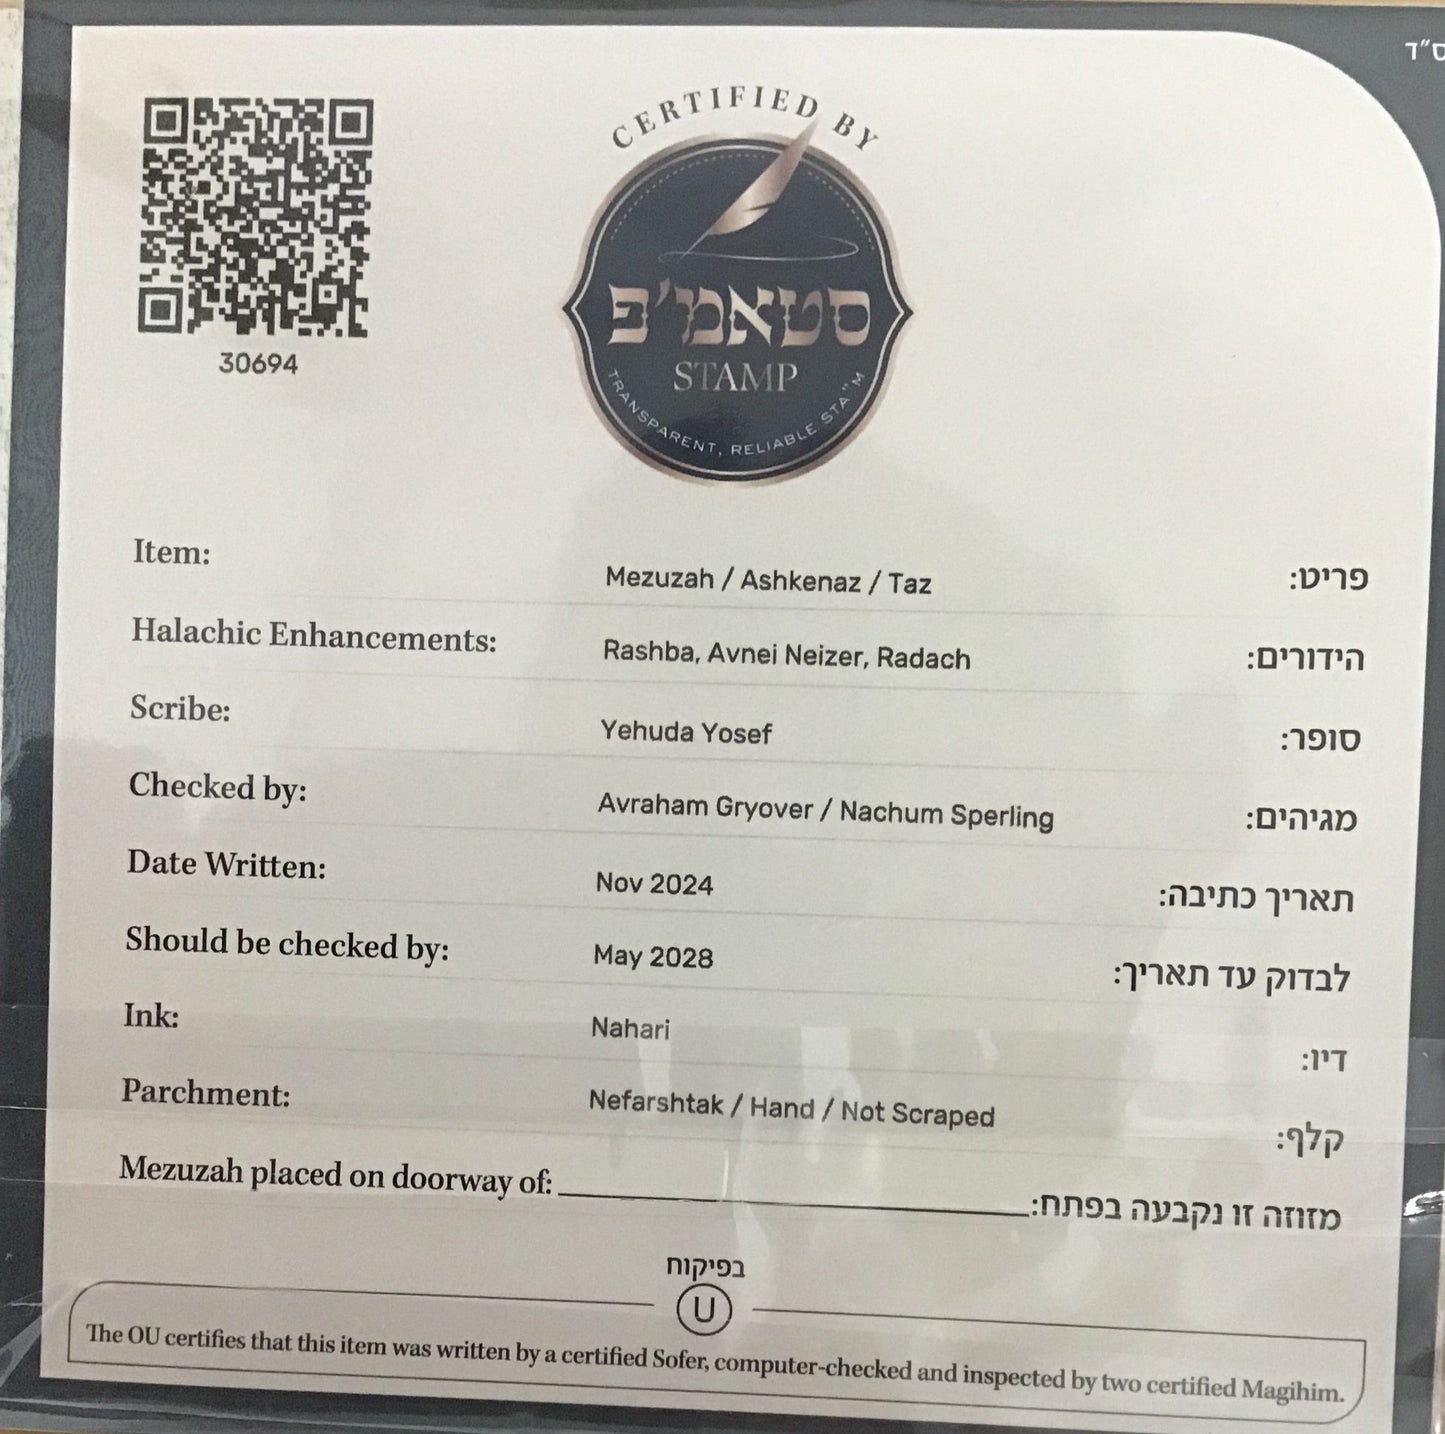 ס״ד
CERTIFIED BY
סטאמ'פ
STAMP
TRANSPARENT, RELIABLE STA"M
30694
Item: Mezuzah / Ashkenaz / Taz פריט:
Halachic Enhancements: Rashba, Avnei Neizer, Radach הידורים:
Scribe: Yehuda Yosef סופר:
Checked by: Avraham Gryover / Nachum Sperling מגיהים:
Date Written: Nov 2024 תאריך כתיבה:
Should be checked by: May 2028 לבדוק עד תאריך:
Ink: Nahari דיו:
Parchment: Nefarshtak / Hand / Not Scraped קלף:
Mezuzah placed on doorway of: מזוזה זו נקבעה בפתח:
בפיקוח
U
The OU certifies that this item was written by a certified Sofer, computer-checked and inspected by two certified Magihim.